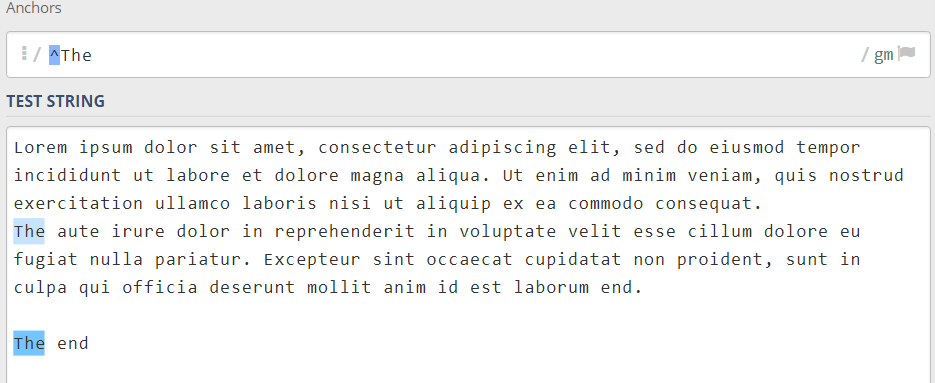 Anchors
/ ^The / gm
TEST STRING
Lorem ipsum dolor sit amet, consectetur adipiscing elit, sed do eiusmod tempor
incididunt ut labore et dolore magna aliqua. Ut enim ad minim veniam, quis nostrud
exercitation ullamco laboris nisi ut aliquip ex ea commodo consequat.
The aute irure dolor in reprehenderit in voluptate velit esse cillum dolore eu
fugiat nulla pariatur. Excepteur sint occaecat cupidatat non proident, sunt in
culpa qui officia deserunt mollit anim id est laborum end.
The end